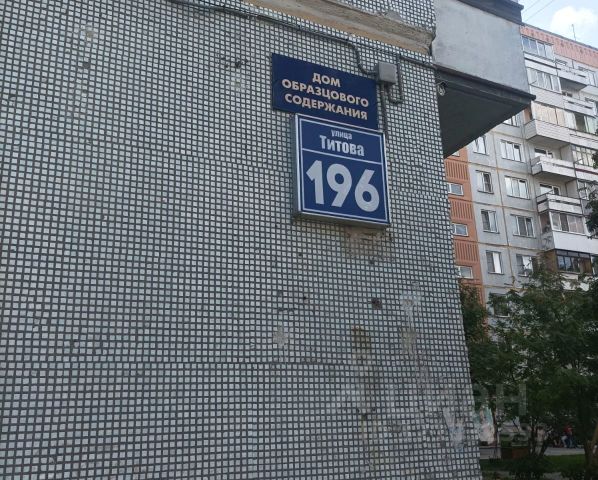 ДОМ
ОБРАЗЦОВОГО
СОДЕРЖАНИЯ
улица
Титова
196